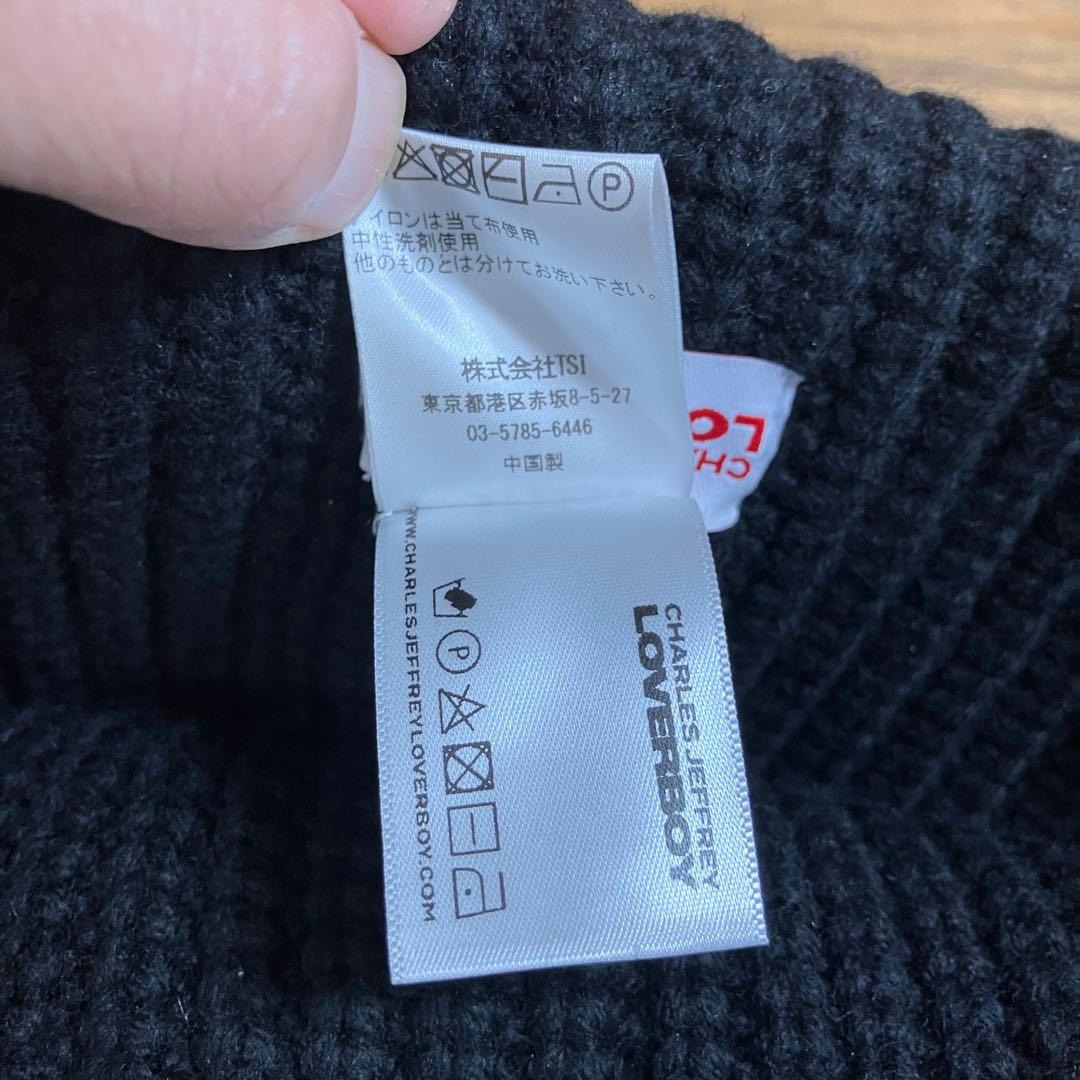 P
イロンは当て布使用
中性洗剤使用
他のものとは分けてお洗い下さい。
株式会社TSI
東京都港区赤坂8-5-27
03-5785-6446
中国製
LO
CHA
WWW.CHARLESJEFFREYLOVERBOY.COM
P
CHARLES JEFFREY
LOVERBOY